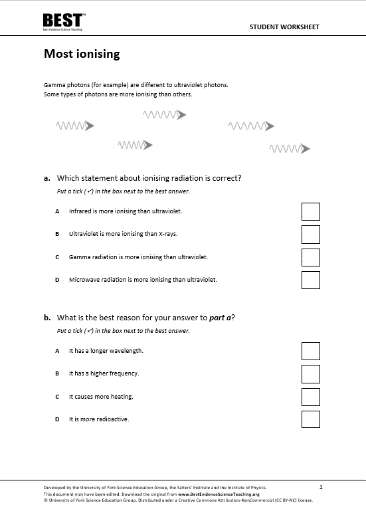 BEST™
Best Evidence Science Teaching
STUDENT WORKSHEET
Most ionising
Gamma photons (for example) are different to ultraviolet photons.
Some types of photons are more ionising than others.
a. Which statement about ionising radiation is correct?
Put a tick (✓) in the box next to the best answer.
A Infrared is more ionising than ultraviolet.
B Ultraviolet is more ionising than X-rays.
C Gamma radiation is more ionising than ultraviolet.
D Microwave radiation is more ionising than ultraviolet.
b. What is the best reason for your answer to part a?
Put a tick (✓) in the box next to the best answer.
A It has a longer wavelength.
B It has a higher frequency.
C It causes more heating.
D It is more radioactive.
Developed by the University of York Science Education Group, the Salters' Institute and the Institute of Physics.
This document may have been edited. Download the original from www.BestEvidenceScienceTeaching.org
© University of York Science Education Group. Distributed under a Creative Commons Attribution-NonCommercial (CC BY-NC) license.